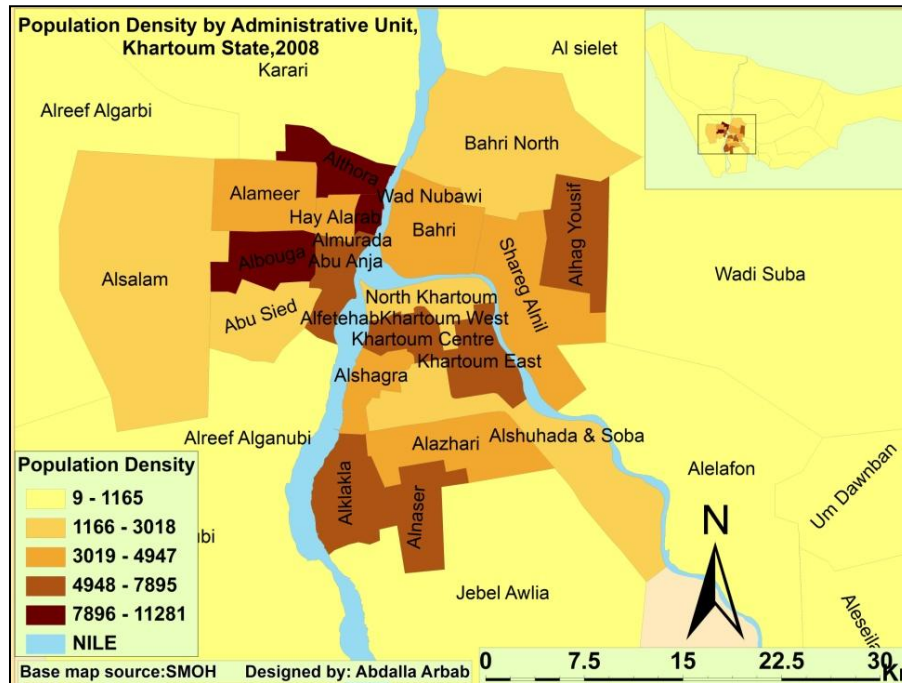 Population Density by Administrative Unit,
Khartoum State,2008
Al sielet
Karari
Alreef Algarbi
Bahri North
Althora
Alameer
Wad Nubawi
Alhag Yousif
Hay Alarab
Bahri
Almurada
Shareg Alnil
Albouga
Abu Anja
Wadi Suba
Alsalam
North Khartoum
Abu Sied
Alfetehab
Khartoum West
Khartoum Centre
Khartoum East
Alshagra
Alreef Alganubi
Alazhari
Alshuhada & Soba
Alelafon
Um Dawnban
Alklakla
Alnaser
Jebel Awlia
Aleseila
ubi
Population Density
9 - 1165
1166 - 3018
3019 - 4947
4948 - 7895
7896 - 11281
NILE
N
Base map source:SMOH Designed by: Abdalla Arbab
0 7.5 15 22.5 30